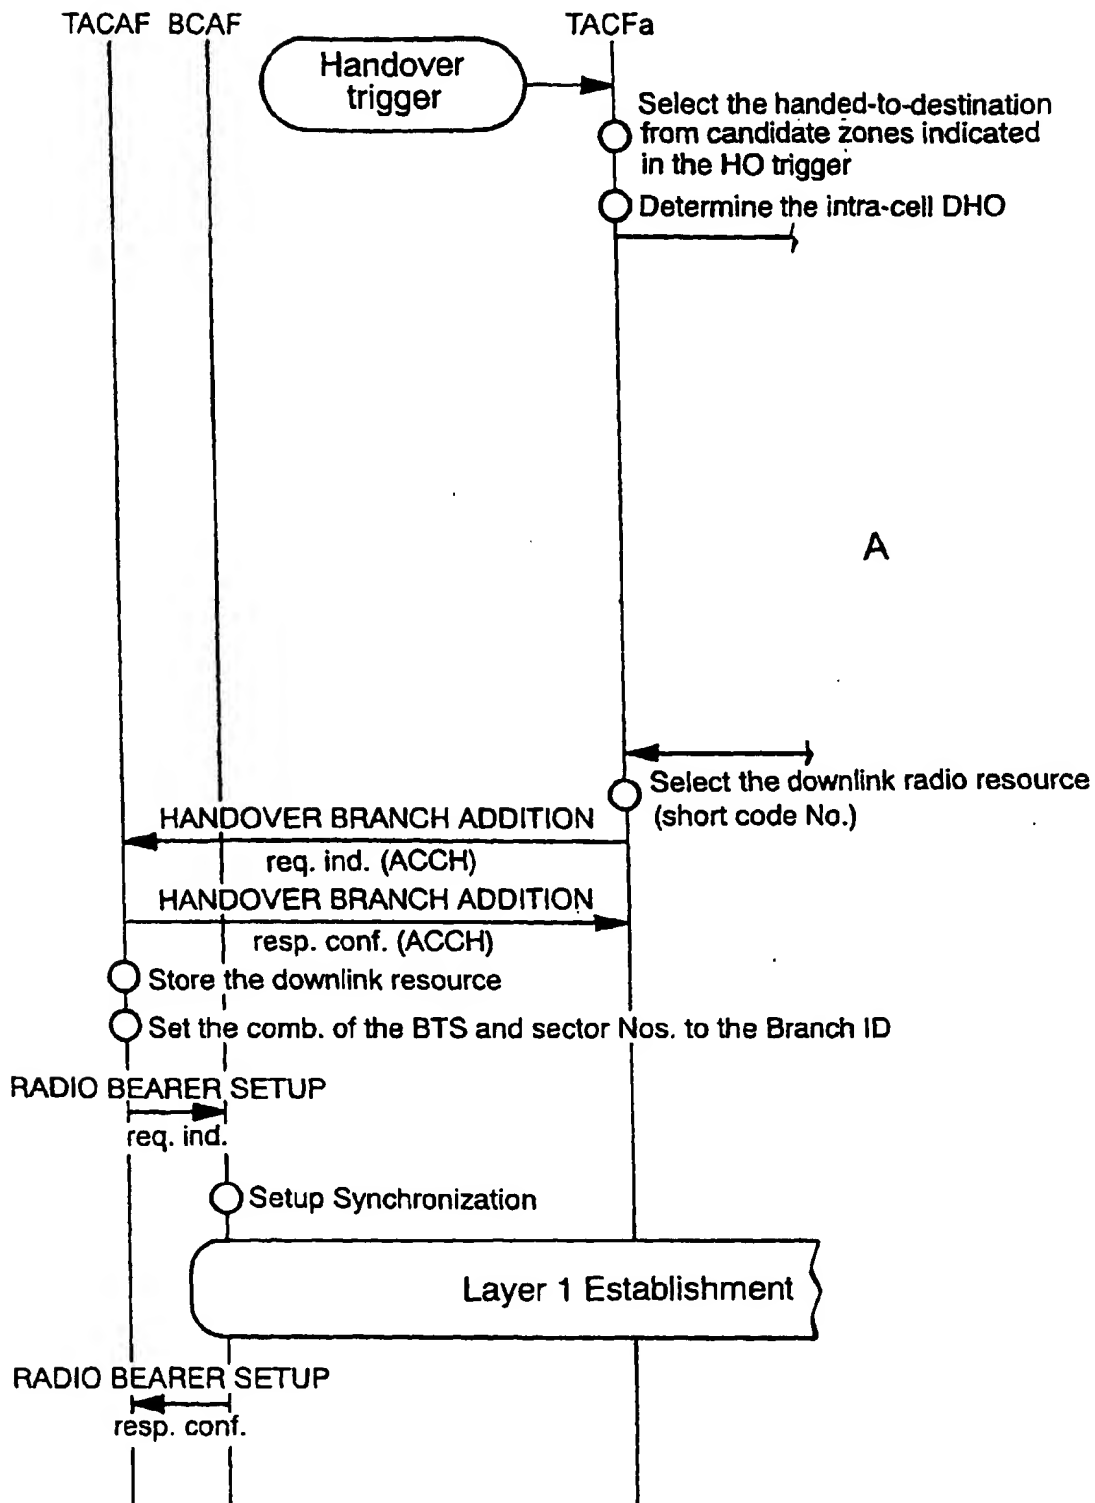 TACAF BCAF TACFa
Handover
trigger
Select the handed-to-destination
from candidate zones indicated
in the HO trigger
Determine the intra-cell DHO
A
Select the downlink radio resource
(short code No.)
HANDOVER BRANCH ADDITION
req. ind. (ACCH)
HANDOVER BRANCH ADDITION
resp. conf. (ACCH)
Store the downlink resource
Set the comb. of the BTS and sector Nos. to the Branch ID
RADIO BEARER SETUP
req. ind.
Setup Synchronization
Layer 1 Establishment
RADIO BEARER SETUP
resp. conf.